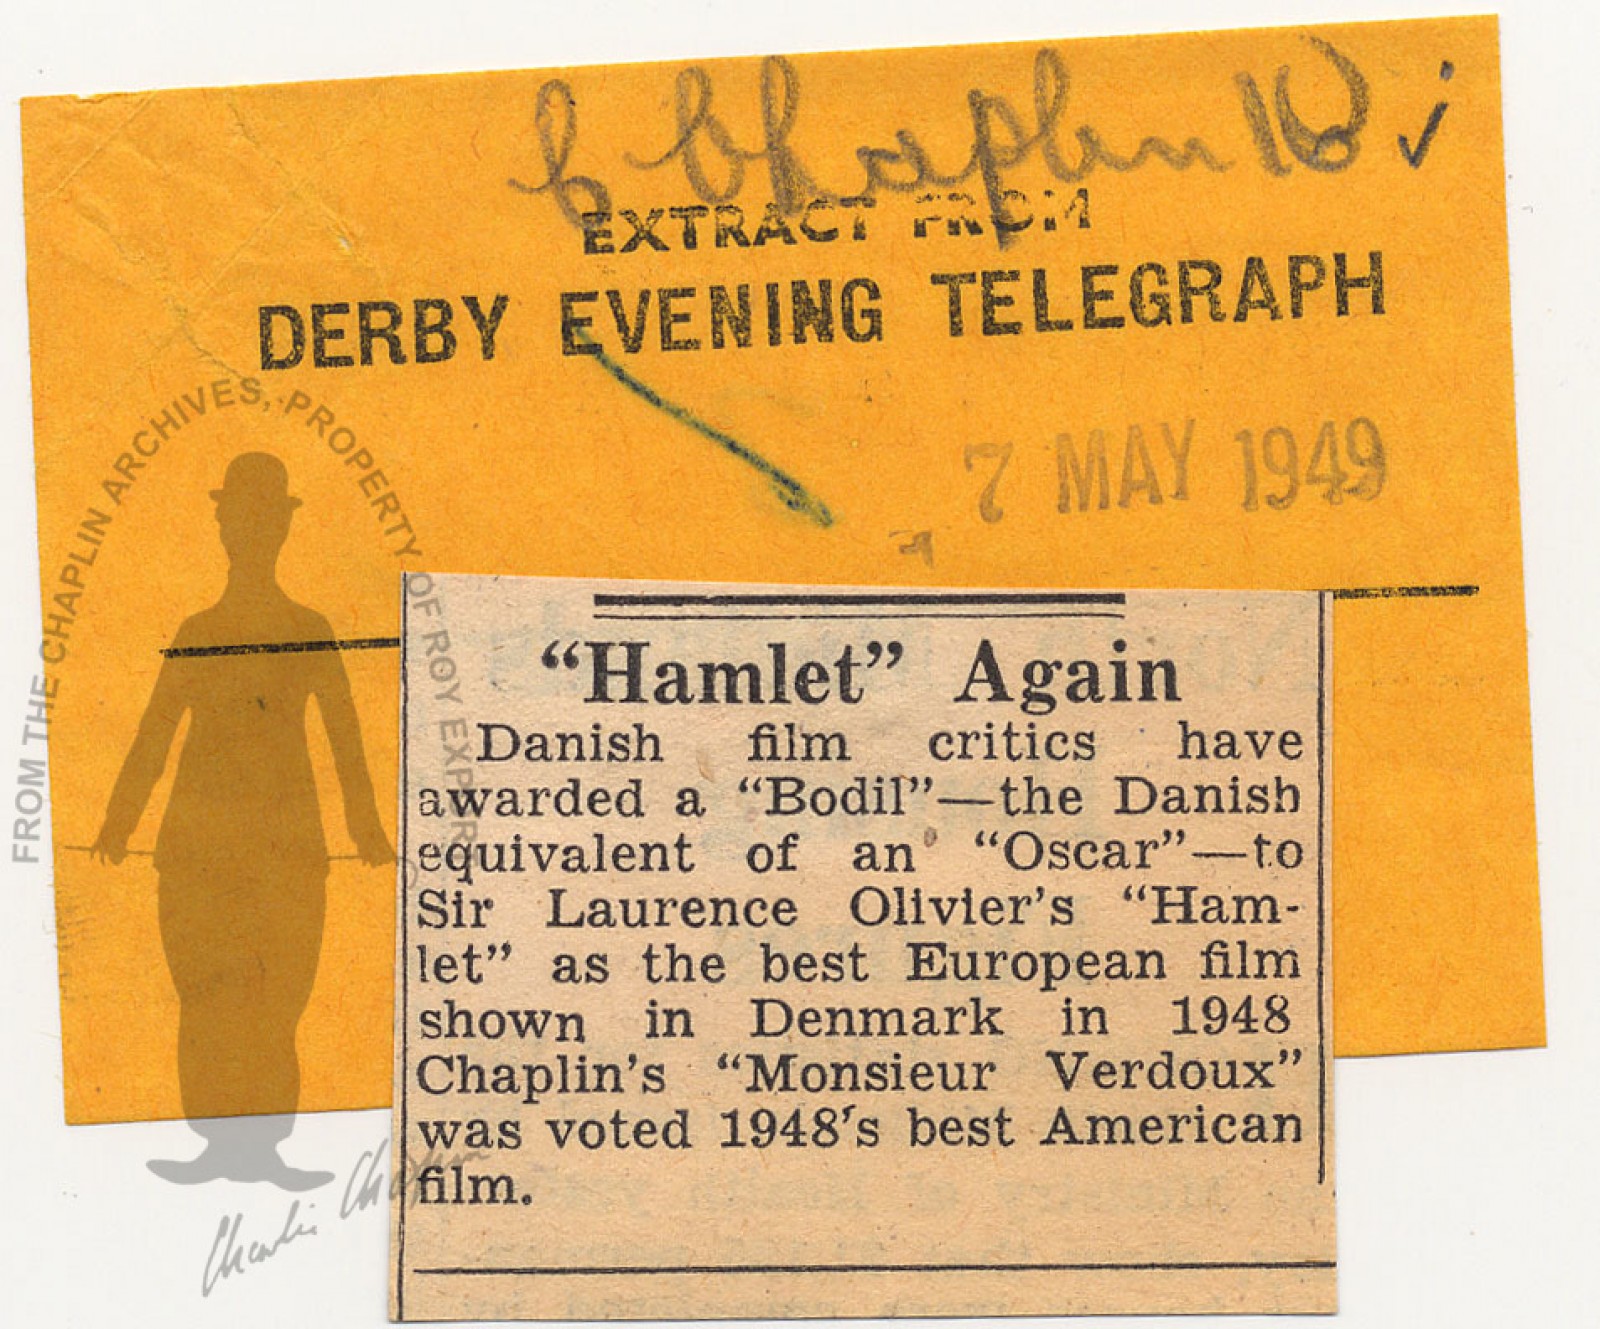 C Chaplin 10
EXTRACT FROM
DERBY EVENING TELEGRAPH
7 MAY 1949
FROM THE CHAPLIN ARCHIVES, PROPERTY OF ROY EXPORT
"Hamlet" Again
Danish film critics have
awarded a "Bodil"—the Danish
equivalent of an "Oscar"—to
Sir Laurence Olivier's "Ham-
let" as the best European film
shown in Denmark in 1948
Chaplin's "Monsieur Verdoux"
was voted 1948's best American
film.
Charlie Chaplin